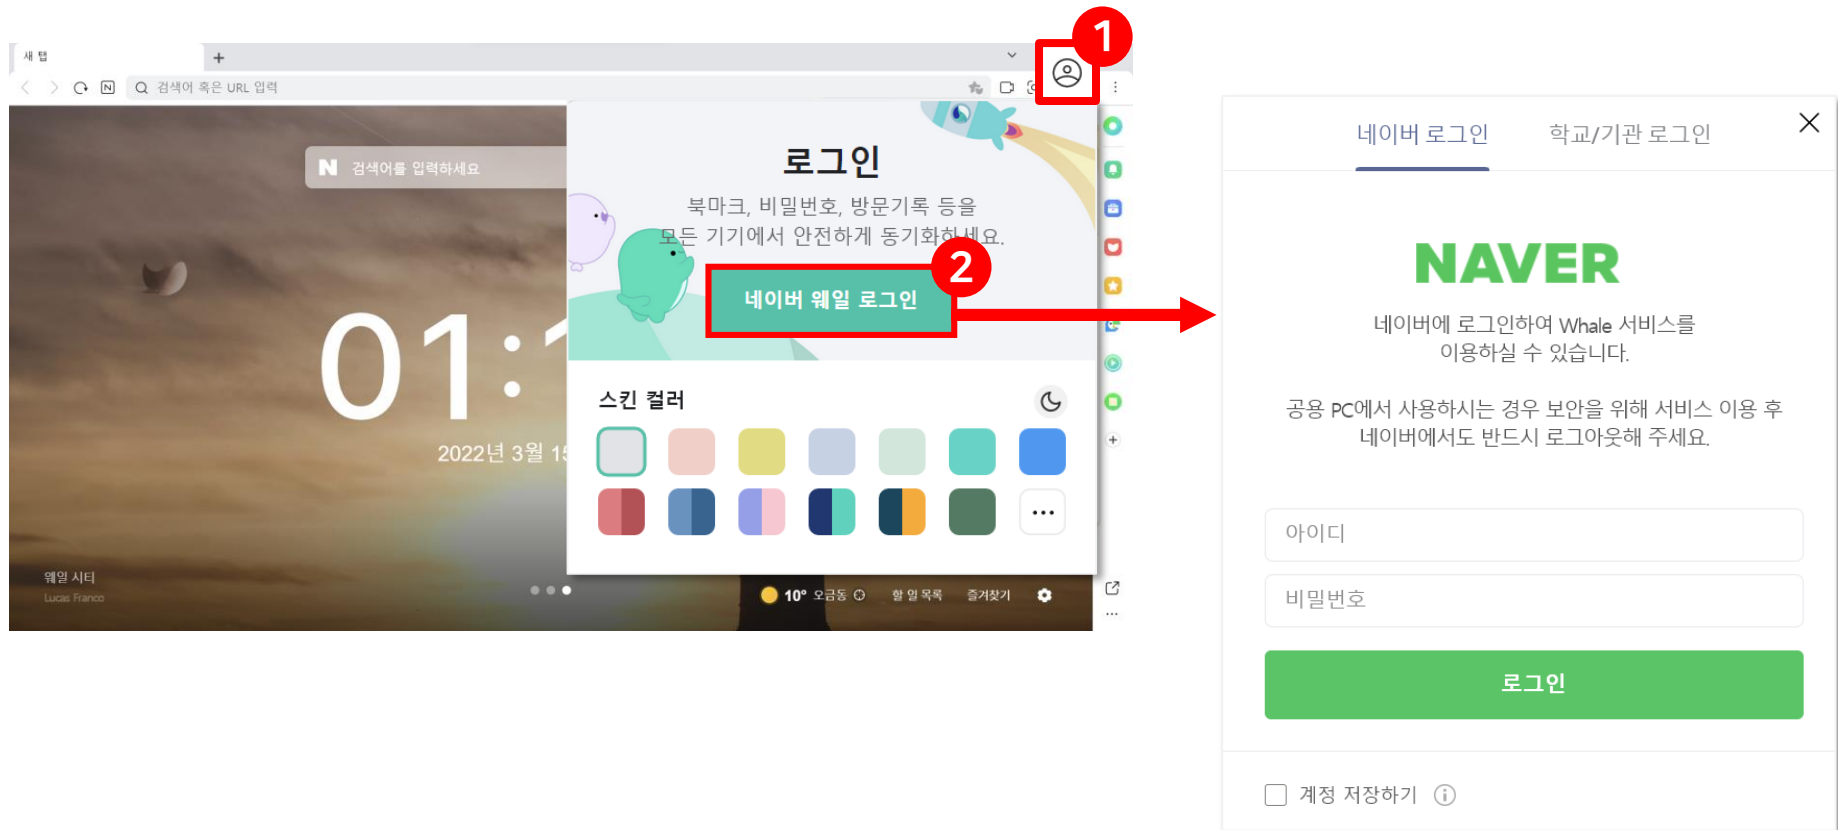 1
새 탭
검색어 혹은 URL 입력
N
검색어를 입력하세요
로그인
북마크, 비밀번호, 방문기록 등을
모든 기기에서 안전하게 동기화하세요.
2
네이버 웨일 로그인
01:1
2022년 3월 15
스킨 컬러
웨일 시티
Lucas Franco
10° 오금동
할 일 목록
즐겨찾기
네이버 로그인
학교/기관 로그인
NAVER
네이버에 로그인하여 Whale 서비스를
이용하실 수 있습니다.
공용 PC에서 사용하시는 경우 보안을 위해 서비스 이용 후
네이버에서도 반드시 로그아웃해 주세요.
아이디
비밀번호
로그인
계정 저장하기